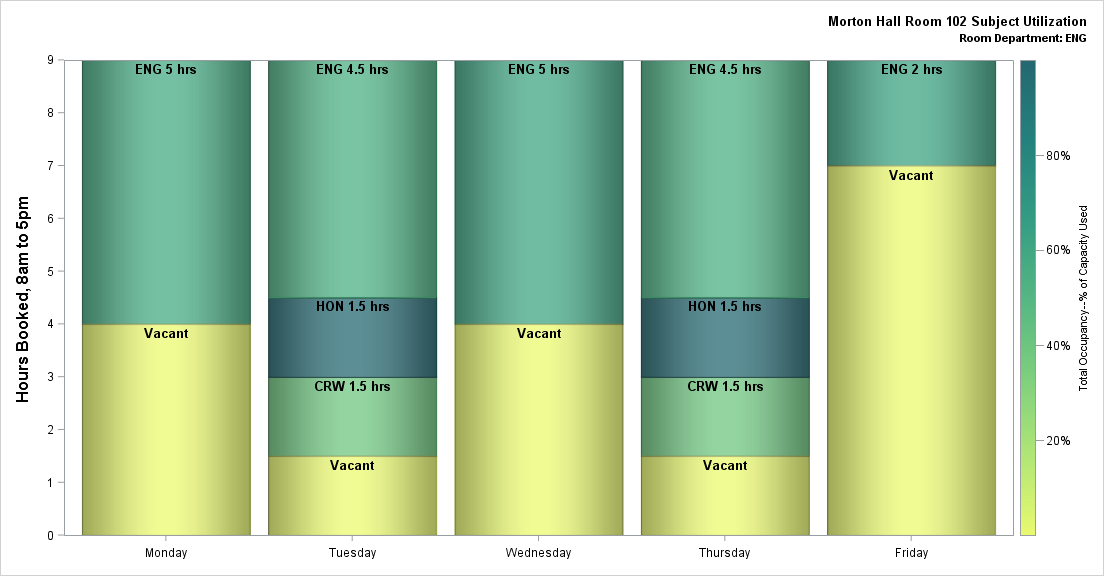 Morton Hall Room 102 Subject Utilization
Room Department: ENG
Hours Booked, 8am to 5pm
9
8
7
6
5
4
3
2
1
0
ENG 5 hrs
Vacant
ENG 4.5 hrs
HON 1.5 hrs
CRW 1.5 hrs
Vacant
ENG 5 hrs
Vacant
ENG 4.5 hrs
HON 1.5 hrs
CRW 1.5 hrs
Vacant
ENG 2 hrs
Vacant
Monday
Tuesday
Wednesday
Thursday
Friday
80%
60%
40%
20%
Total Occupancy--% of Capacity Used